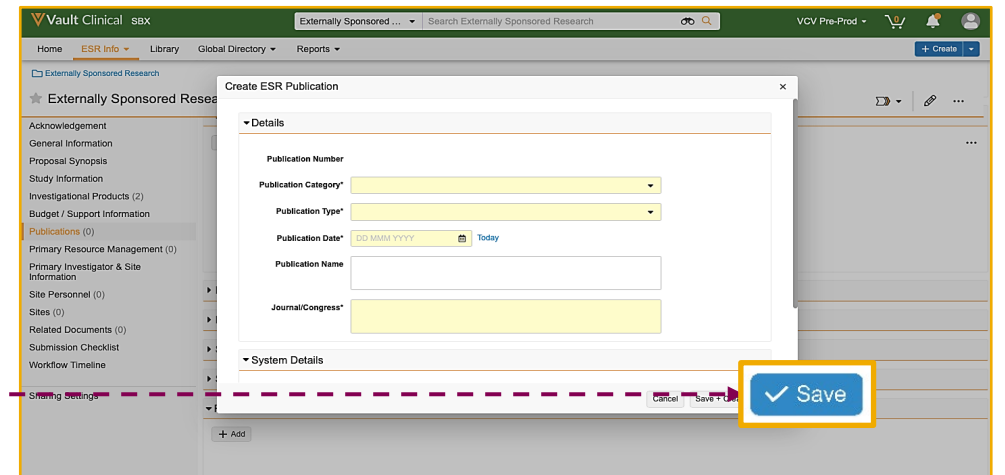 Vault Clinical SBX
Externally Sponsored ...
Search Externally Sponsored Research
VCV Pre-Prod
0
Home
ESR Info
Library
Global Directory
Reports
+ Create
Externally Sponsored Research
Externally Sponsored Resea
Create ESR Publication
×
...
Acknowledgement
General Information
Proposal Synopsis
Study Information
Investigational Products (2)
Budget / Support Information
Publications (0)
Primary Resource Management (0)
Primary Investigator & Site
Information
Site Personnel (0)
Sites (0)
Related Documents (0)
Submission Checklist
Workflow Timeline
Sharing Settings
Details
Publication Number
Publication Category*
Publication Type*
Publication Date*
DD MMM YYYY
Today
Publication Name
Journal/Congress*
System Details
Cancel
Save +
Save
+ Add